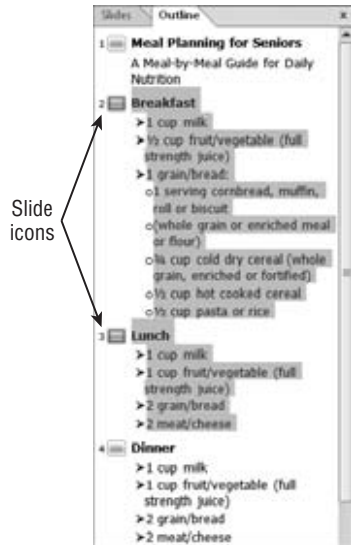 Slides Outline x
1 Meal Planning for Seniors
A Meal-by-Meal Guide for Daily
Nutrition
2 Breakfast
➢1 cup milk
➢½ cup fruit/vegetable (full
strength juice)
➢1 grain/bread:
o1 serving cornbread, muffin,
roll or biscuit
o(whole grain or enriched meal
or flour)
o¾ cup cold dry cereal (whole
grain, enriched or fortified)
o½ cup hot cooked cereal
o½ cup pasta or rice
Slide
icons
3 Lunch
➢1 cup milk
➢1 cup fruit/vegetable (full
strength juice)
➢2 grain/bread
➢2 meat/cheese
4 Dinner
➢1 cup milk
➢1 cup fruit/vegetable (full
strength juice)
➢2 grain/bread
➢2 meat/cheese